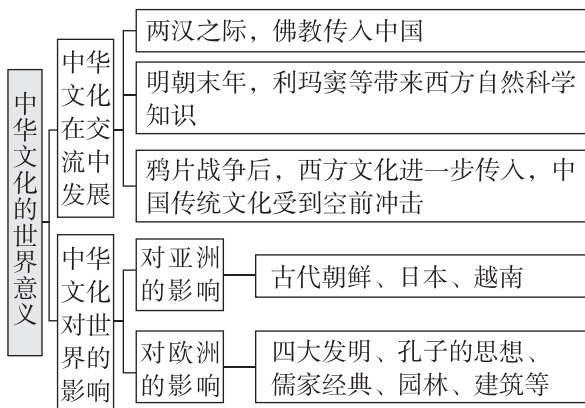 中华文化的世界意义
中华
文化
在交
流中
发展
两汉之际，佛教传入中国
明朝末年，利玛窦等带来西方自然科学
知识
鸦片战争后，西方文化进一步传入，中
国传统文化受到空前冲击
中华
文化
对世
界的
影响
对亚洲
的影响
古代朝鲜、日本、越南
对欧洲
的影响
四大发明、孔子的思想、
儒家经典、园林、建筑等